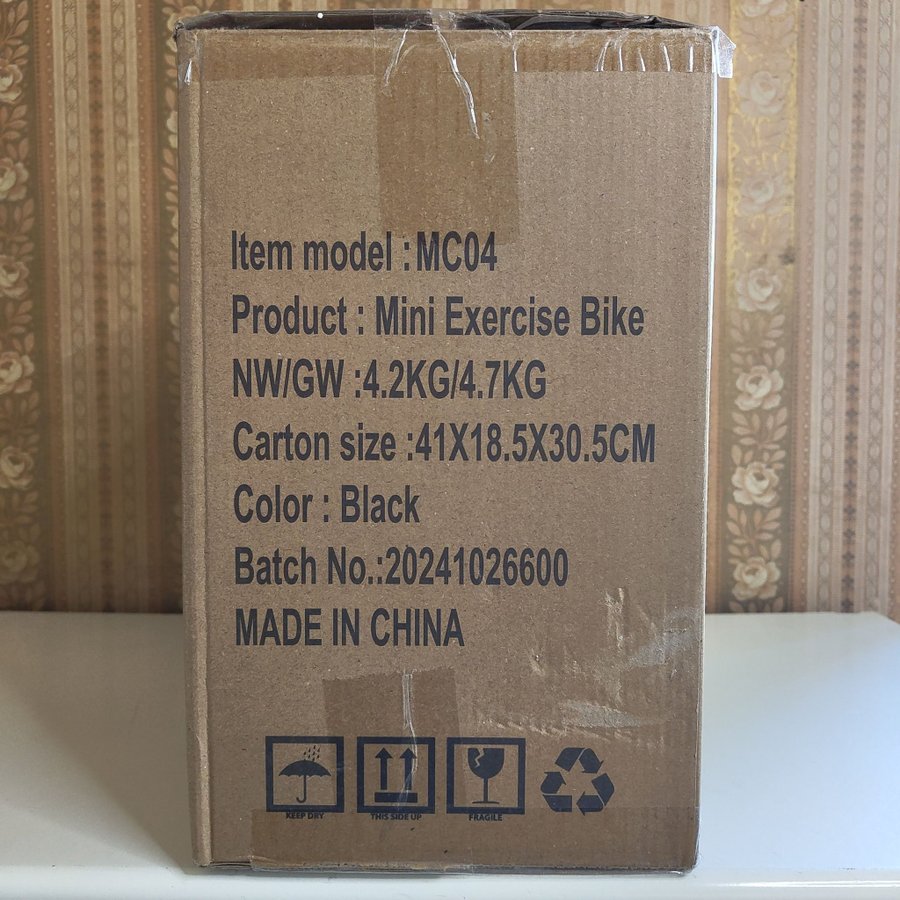 Item model :MC04
Product : Mini Exercise Bike
NW/GW :4.2KG/4.7KG
Carton size :41X18.5X30.5CM
Color : Black
Batch No.:20241026600
MADE IN CHINA
KEEP DRY THIS SIDE UP FRAGILE